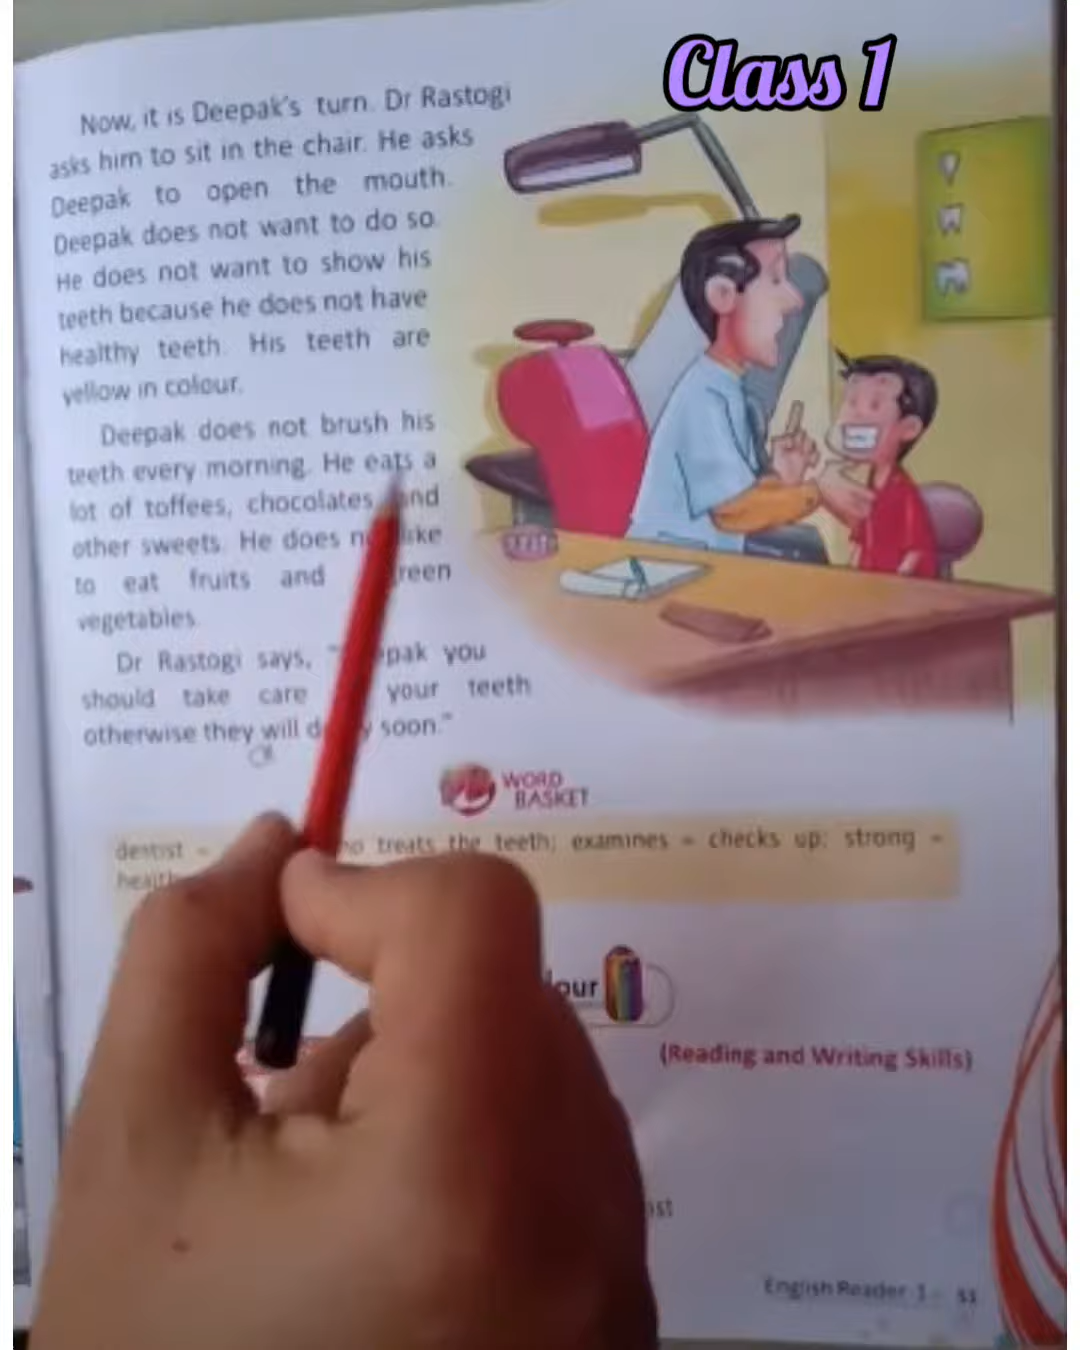 Class 1
Now, it is Deepak's turn. Dr Rastogi
asks him to sit in the chair. He asks
Deepak to open the mouth.
Deepak does not want to do so.
He does not want to show his
teeth because he does not have
healthy teeth. His teeth are
yellow in colour.
Deepak does not brush his
teeth every morning. He eats a
lot of toffees, chocolates and
other sweets. He does
to eat fruits and
vegetables.
Dr Rastogi says, " you
should take care your teeth
otherwise they will soon."
WORD
BASKET
dentist – treats the teeth; examines – checks up; strong –
(Reading and Writing Skills)
English Reader 1 - 53